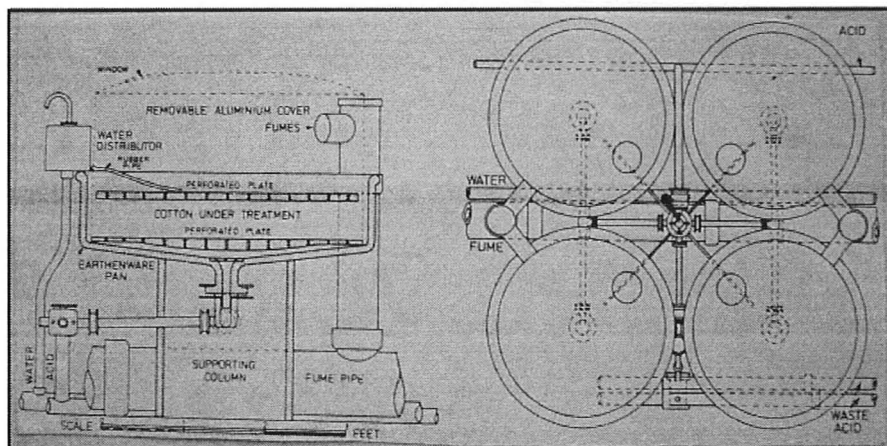 WINDOW
REMOVABLE ALUMINIUM COVER
FUMES
WATER
DISTRIBUTOR
RUBBER
PIPE
PERFORATED PLATE
COTTON UNDER TREATMENT
PERFORATED PLATE
EARTHENWARE
PAN
WATER
ACID
SUPPORTING
COLUMN
FUME PIPE
SCALE
FEET
ACID
WATER
FUME
ACID
WASTE
ACID